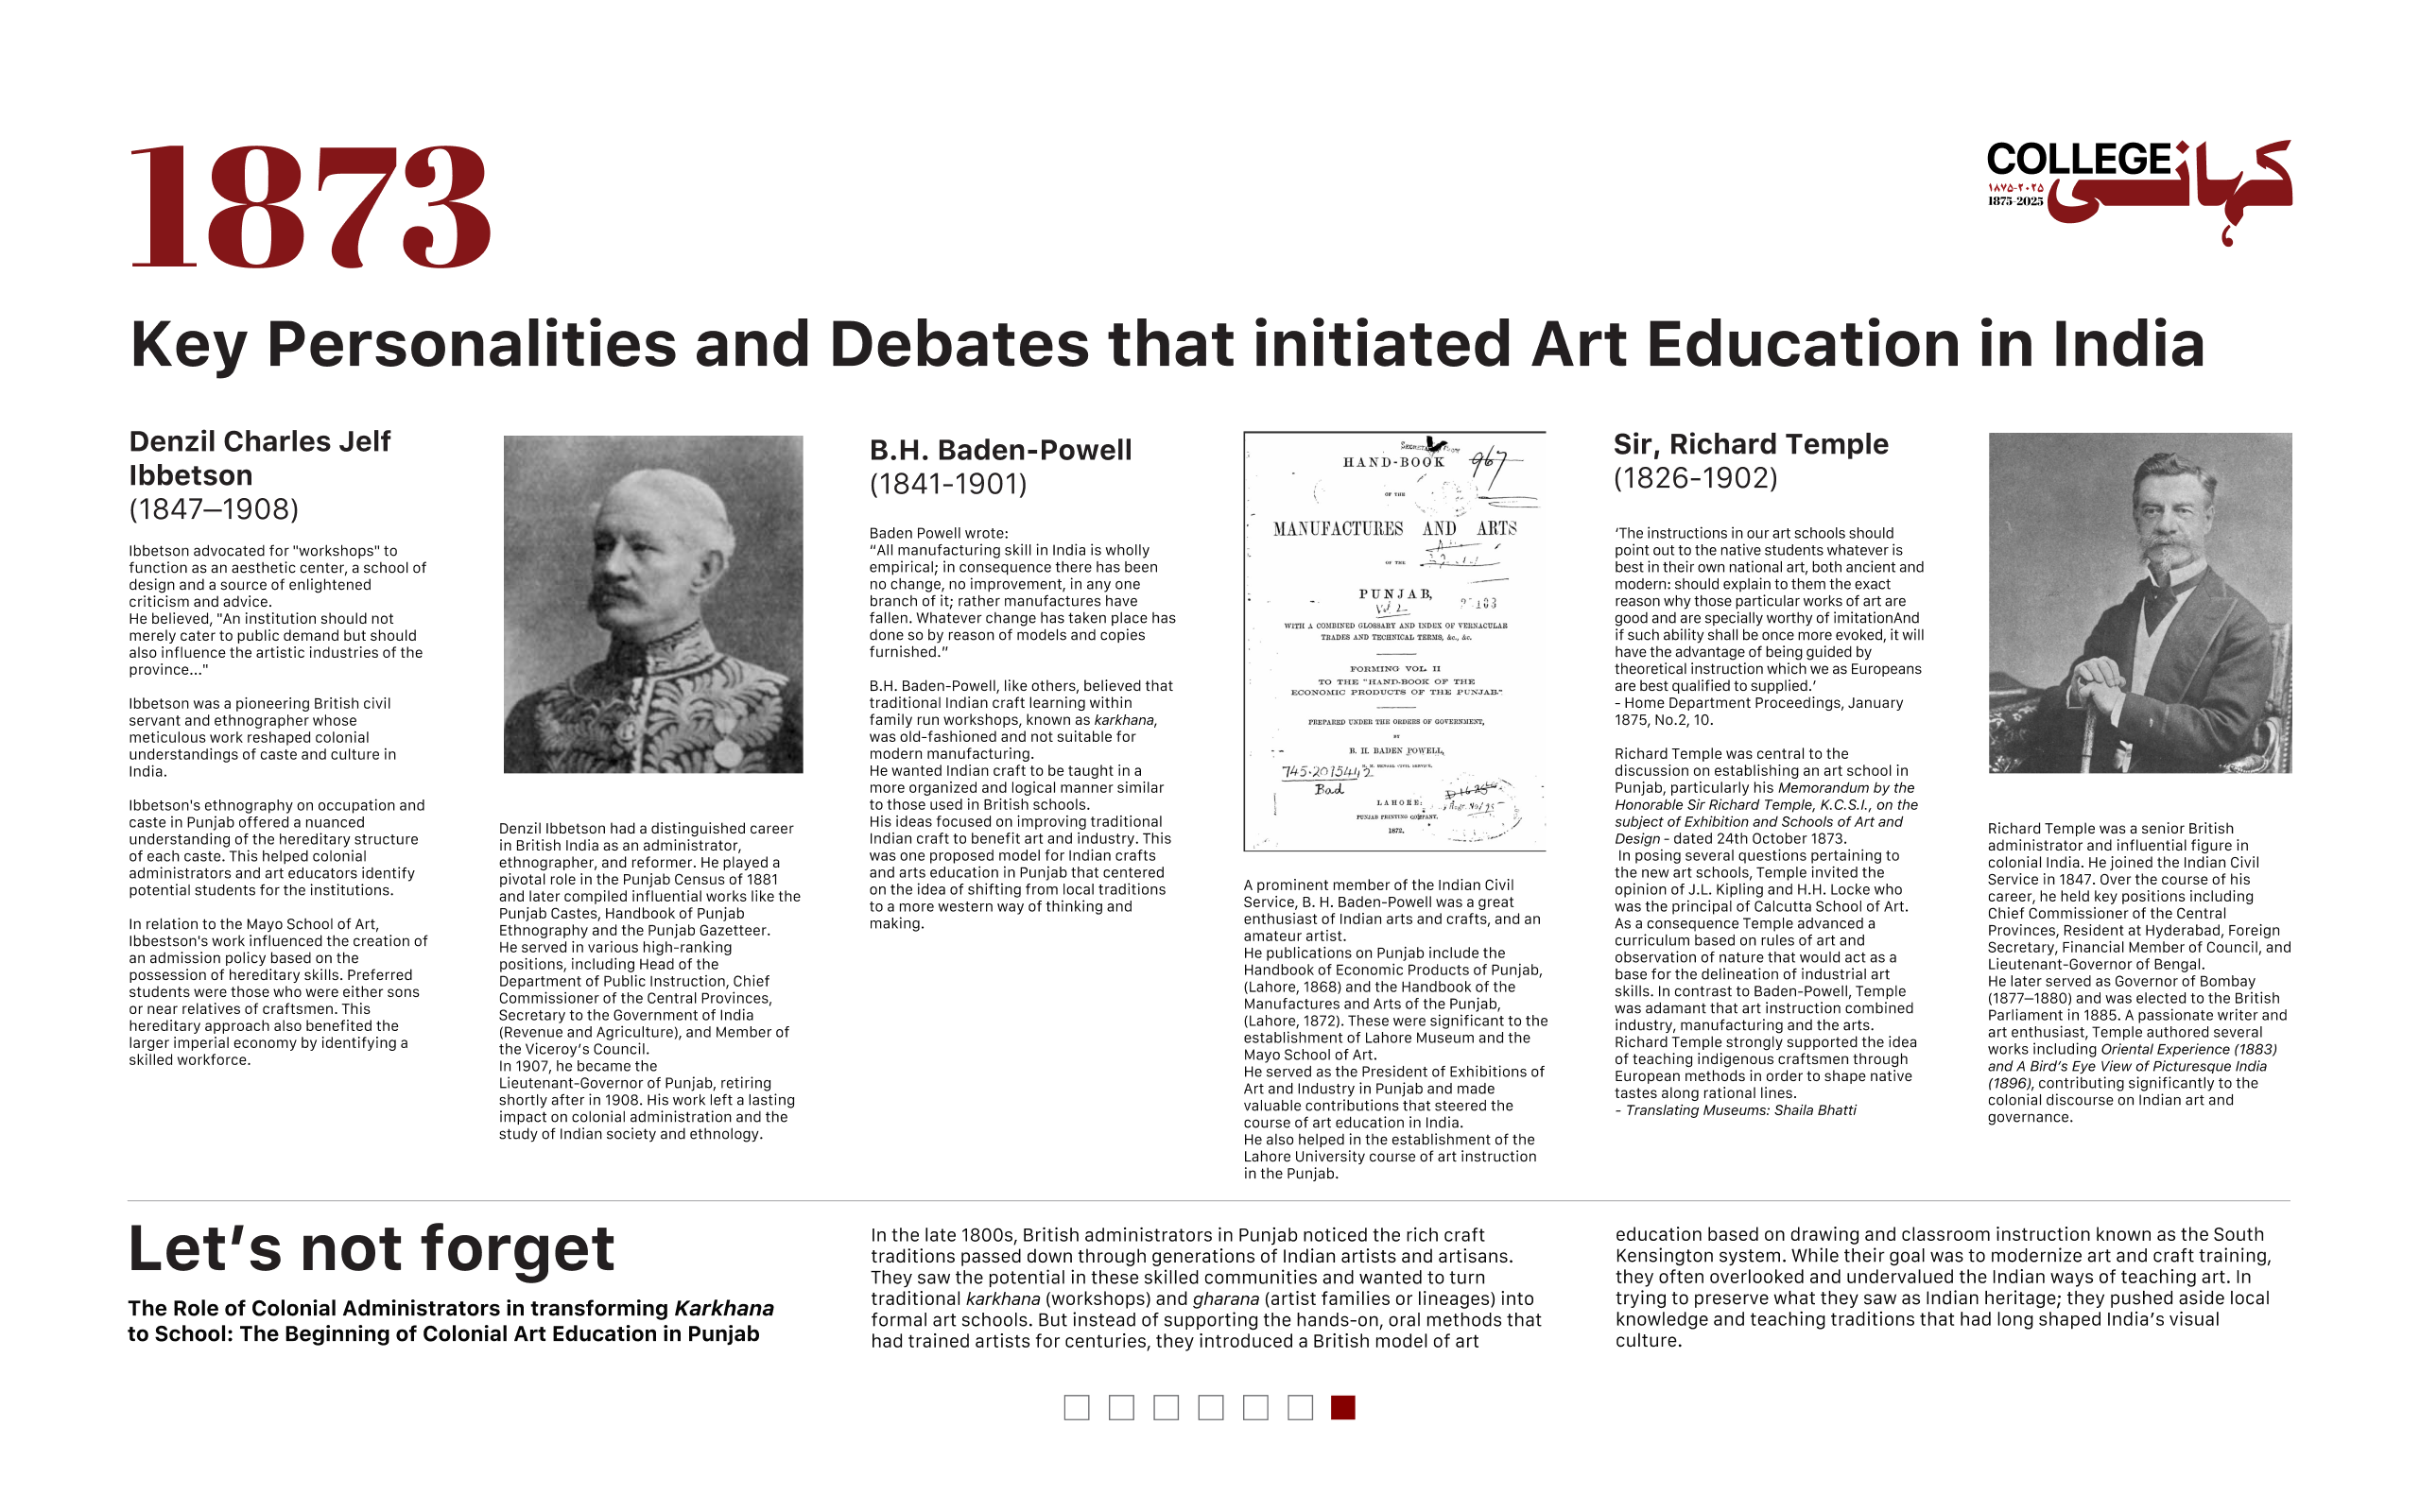 1873
COLLEGE کہانی
۱۸۷۵-۲۰۲۵
1875-2025
Key Personalities and Debates that initiated Art Education in India
Denzil Charles Jelf
Ibbetson
(1847–1908)
Ibbetson advocated for "workshops" to
function as an aesthetic center, a school of
design and a source of enlightened
criticism and advice.
He believed, "An institution should not
merely cater to public demand but should
also influence the artistic industries of the
province..."
Ibbetson was a pioneering British civil
servant and ethnographer whose
meticulous work reshaped colonial
understandings of caste and culture in
India.
Ibbetson's ethnography on occupation and
caste in Punjab offered a nuanced
understanding of the hereditary structure
of each caste. This helped colonial
administrators and art educators identify
potential students for the institutions.
In relation to the Mayo School of Art,
Ibbestson's work influenced the creation of
an admission policy based on the
possession of hereditary skills. Preferred
students were those who were either sons
or near relatives of craftsmen. This
hereditary approach also benefited the
larger imperial economy by identifying a
skilled workforce.
Denzil Ibbetson had a distinguished career
in British India as an administrator,
ethnographer, and reformer. He played a
pivotal role in the Punjab Census of 1881
and later compiled influential works like the
Punjab Castes, Handbook of Punjab
Ethnography and the Punjab Gazetteer.
He served in various high-ranking
positions, including Head of the
Department of Public Instruction, Chief
Commissioner of the Central Provinces,
Secretary to the Government of India
(Revenue and Agriculture), and Member of
the Viceroy's Council.
In 1907, he became the
Lieutenant-Governor of Punjab, retiring
shortly after in 1908. His work left a lasting
impact on colonial administration and the
study of Indian society and ethnology.
B.H. Baden-Powell
(1841-1901)
Baden Powell wrote:
“All manufacturing skill in India is wholly
empirical; in consequence there has been
no change, no improvement, in any one
branch of it; rather manufactures have
fallen. Whatever change has taken place has
done so by reason of models and copies
furnished.”
B.H. Baden-Powell, like others, believed that
traditional Indian craft learning within
family run workshops, known as karkhana,
was old-fashioned and not suitable for
modern manufacturing.
He wanted Indian craft to be taught in a
more organized and logical manner similar
to those used in British schools.
His ideas focused on improving traditional
Indian craft to benefit art and industry. This
was one proposed model for Indian crafts
and arts education in Punjab that centered
on the idea of shifting from local traditions
to a more western way of thinking and
making.
967
HAND-BOOK
OF THE
MANUFACTURES AND ARTS
OF THE
PUNJAB,
Vol 2
WITH A COMBINED GLOSSARY AND INDEX OF VERNACULAR
TRADES AND TECHNICAL TERMS, &c., &c.
FORMING VOL. II
TO THE "HAND-BOOK OF THE
ECONOMIC PRODUCTS OF THE PUNJAB."
PREPARED UNDER THE ORDERS OF GOVERNMENT,
BY
B. H. BADEN POWELL,
H. M. BENGAL CIVIL SERVICE.
Bad
LAHORE:
PUNJAB PRINTING COMPANY.
1872.
A prominent member of the Indian Civil
Service, B. H. Baden-Powell was a great
enthusiast of Indian arts and crafts, and an
amateur artist.
He publications on Punjab include the
Handbook of Economic Products of Punjab,
(Lahore, 1868) and the Handbook of the
Manufactures and Arts of the Punjab,
(Lahore, 1872). These were significant to the
establishment of Lahore Museum and the
Mayo School of Art.
He served as the President of Exhibitions of
Art and Industry in Punjab and made
valuable contributions that steered the
course of art education in India.
He also helped in the establishment of the
Lahore University course of art instruction
in the Punjab.
Sir, Richard Temple
(1826-1902)
‘The instructions in our art schools should
point out to the native students whatever is
best in their own national art, both ancient and
modern: should explain to them the exact
reason why those particular works of art are
good and are specially worthy of imitationAnd
if such ability shall be once more evoked, it will
have the advantage of being guided by
theoretical instruction which we as Europeans
are best qualified to supplied.’
- Home Department Proceedings, January
1875, No.2, 10.
Richard Temple was central to the
discussion on establishing an art school in
Punjab, particularly his Memorandum by the
Honorable Sir Richard Temple, K.C.S.I., on the
subject of Exhibition and Schools of Art and
Design - dated 24th October 1873.
In posing several questions pertaining to
the new art schools, Temple invited the
opinion of J.L. Kipling and H.H. Locke who
was the principal of Calcutta School of Art.
As a consequence Temple advanced a
curriculum based on rules of art and
observation of nature that would act as a
base for the delineation of industrial art
skills. In contrast to Baden-Powell, Temple
was adamant that art instruction combined
industry, manufacturing and the arts.
Richard Temple strongly supported the idea
of teaching indigenous craftsmen through
European methods in order to shape native
tastes along rational lines.
- Translating Museums: Shaila Bhatti
Richard Temple was a senior British
administrator and influential figure in
colonial India. He joined the Indian Civil
Service in 1847. Over the course of his
career, he held key positions including
Chief Commissioner of the Central
Provinces, Resident at Hyderabad, Foreign
Secretary, Financial Member of Council, and
Lieutenant-Governor of Bengal.
He later served as Governor of Bombay
(1877–1880) and was elected to the British
Parliament in 1885. A passionate writer and
art enthusiast, Temple authored several
works including Oriental Experience (1883)
and A Bird's Eye View of Picturesque India
(1896), contributing significantly to the
colonial discourse on Indian art and
governance.
Let’s not forget
The Role of Colonial Administrators in transforming Karkhana
to School: The Beginning of Colonial Art Education in Punjab
In the late 1800s, British administrators in Punjab noticed the rich craft
traditions passed down through generations of Indian artists and artisans.
They saw the potential in these skilled communities and wanted to turn
traditional karkhana (workshops) and gharana (artist families or lineages) into
formal art schools. But instead of supporting the hands-on, oral methods that
had trained artists for centuries, they introduced a British model of art
education based on drawing and classroom instruction known as the South
Kensington system. While their goal was to modernize art and craft training,
they often overlooked and undervalued the Indian ways of teaching art. In
trying to preserve what they saw as Indian heritage; they pushed aside local
knowledge and teaching traditions that had long shaped India’s visual
culture.